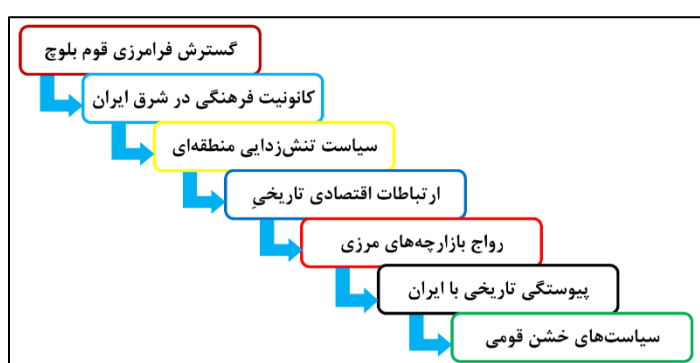 گسترش فرامرزی قوم بلوچ
کانونیت فرهنگی در شرق ایران
سیاست تنش‌زدایی منطقه‌ای
ارتباطات اقتصادی تاریخیِ
رواج بازارچه‌های مرزی
پیوستگی تاریخی با ایران
سیاست‌های خشن قومی